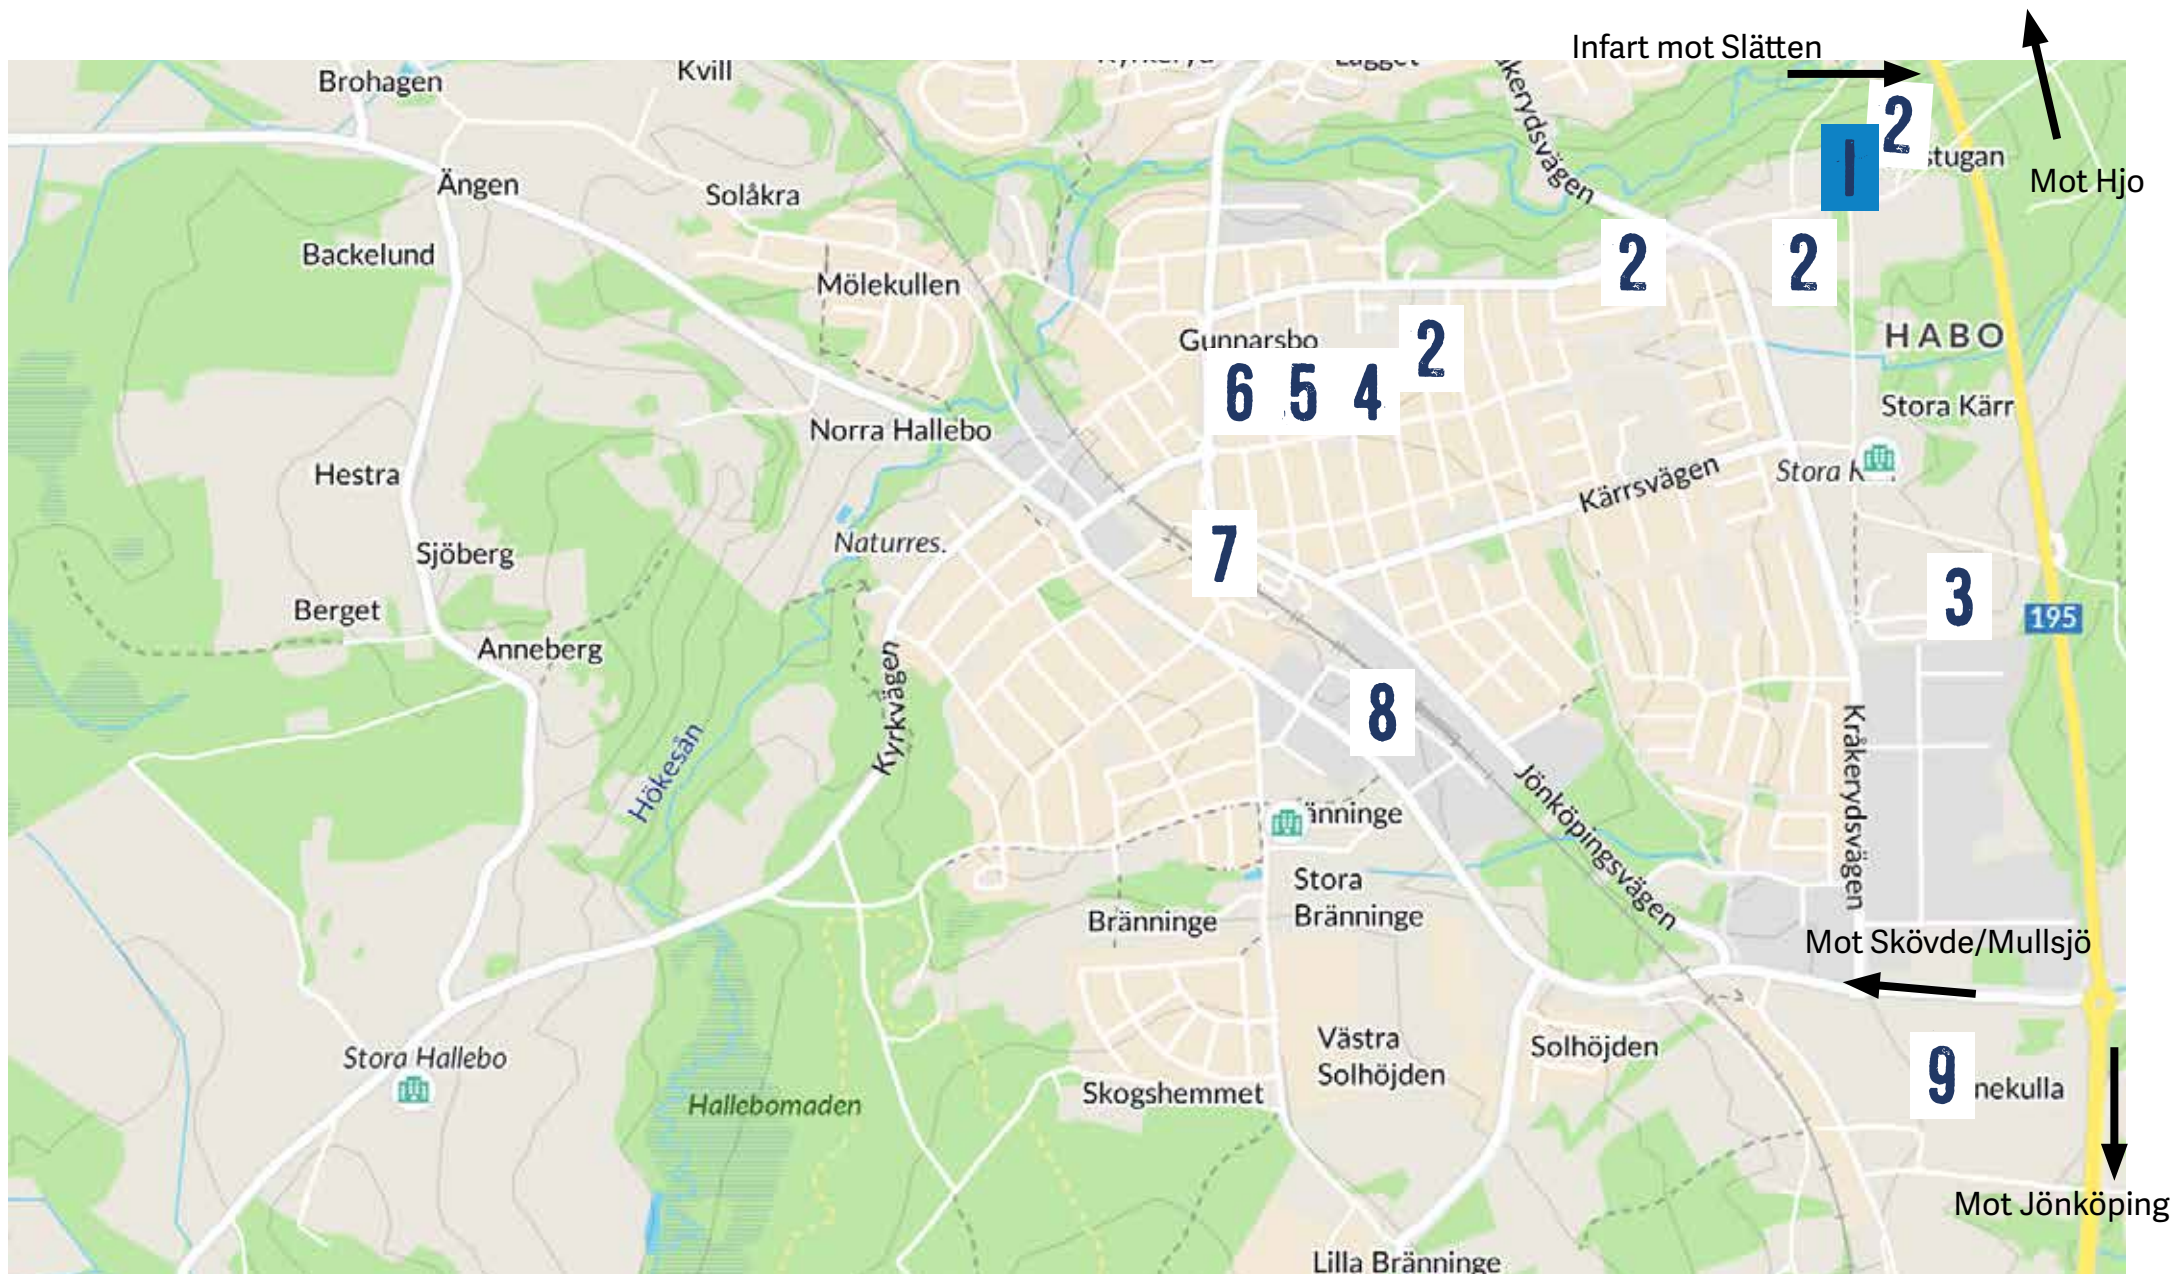 Infart mot Slätten
Kvill
Brohagen
2
stugan
1
Mot Hjo
Kråkerydsvägen
Ängen
Solåkra
Backelund
2
2
Mölekullen
HABO
Gunnarsbo
2
6
5
4
Stora Kärr
Norra Hallebo
Hestra
Kärrsvägen
Stora K...
Naturres.
Sjöberg
7
3
Berget
195
Anneberg
Kyrkvägen
8
Hökesån
Kråkerydsvägen
Jönköpingsvägen
änninge
Stora
Bränninge
Bränninge
Mot Skövde/Mullsjö
Västra
Solhöjden
Solhöjden
Stora Hallebo
9
nekulla
Skogshemmet
Hallebomaden
Mot Jönköping
Lilla Bränninge